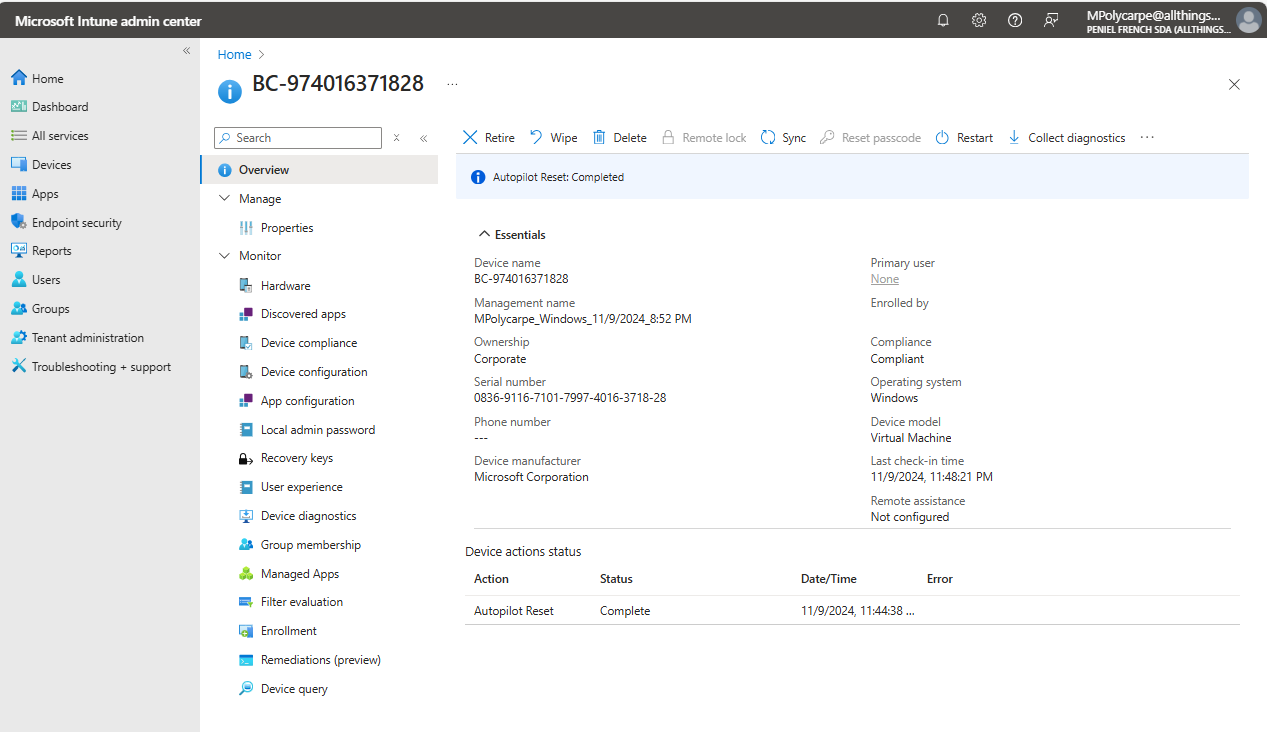 Microsoft Intune admin center
MPolycarpe@allthings...
PENIEL FRENCH SDA (ALLTHINGS...
Home
Dashboard
All services
Devices
Apps
Endpoint security
Reports
Users
Groups
Tenant administration
Troubleshooting + support
Home >
BC-974016371828 ...
Search
Overview
Manage
Properties
Monitor
Hardware
Discovered apps
Device compliance
Device configuration
App configuration
Local admin password
Recovery keys
User experience
Device diagnostics
Group membership
Managed Apps
Filter evaluation
Enrollment
Remediations (preview)
Device query
Retire Wipe Delete Remote lock Sync Reset passcode Restart Collect diagnostics ...
Autopilot Reset: Completed
Essentials
Device name
BC-974016371828
Management name
MPolycarpe_Windows_11/9/2024_8:52 PM
Ownership
Corporate
Serial number
0836-9116-7101-7997-4016-3718-28
Phone number
---
Device manufacturer
Microsoft Corporation
Primary user
None
Enrolled by
Compliance
Compliant
Operating system
Windows
Device model
Virtual Machine
Last check-in time
11/9/2024, 11:48:21 PM
Remote assistance
Not configured
Device actions status
Action Status Date/Time Error
Autopilot Reset Complete 11/9/2024, 11:44:38 ...